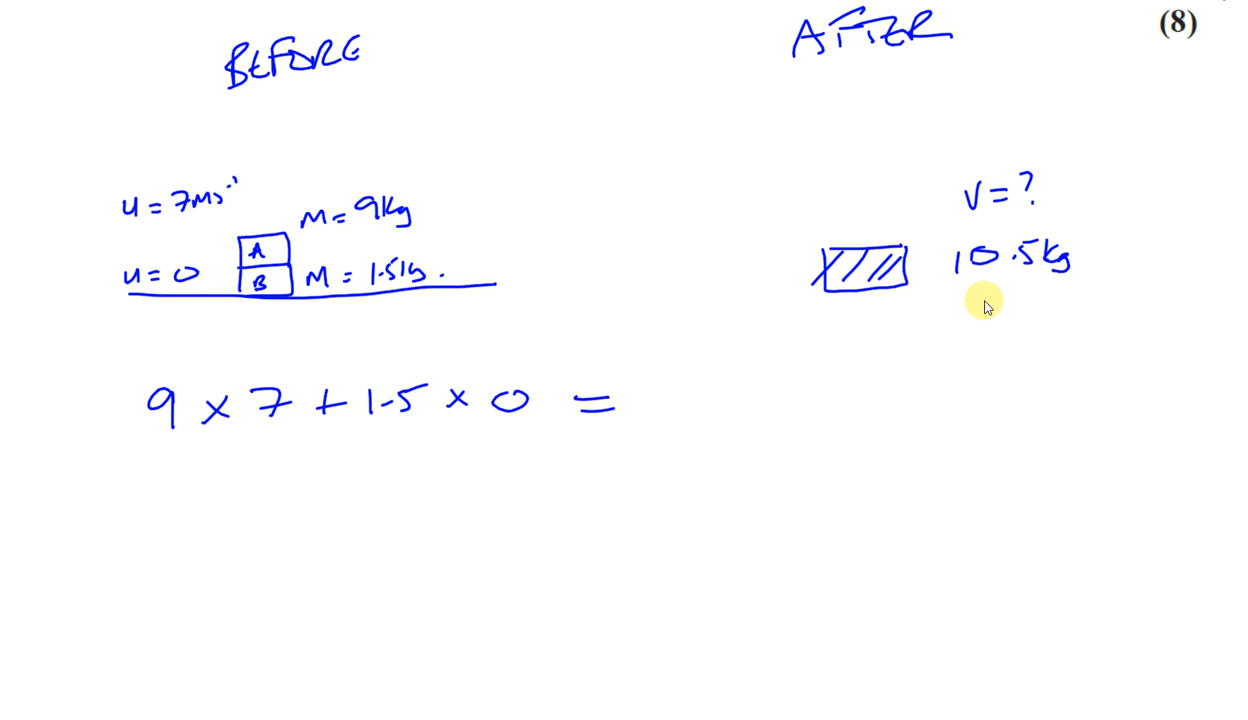 (8)
BEFORE
AFTER
u = 7ms⁻¹
M = 9kg
u = 0
A
B
M = 1.5kg.
v = ?
10.5kg
9 × 7 + 1.5 × 0 =